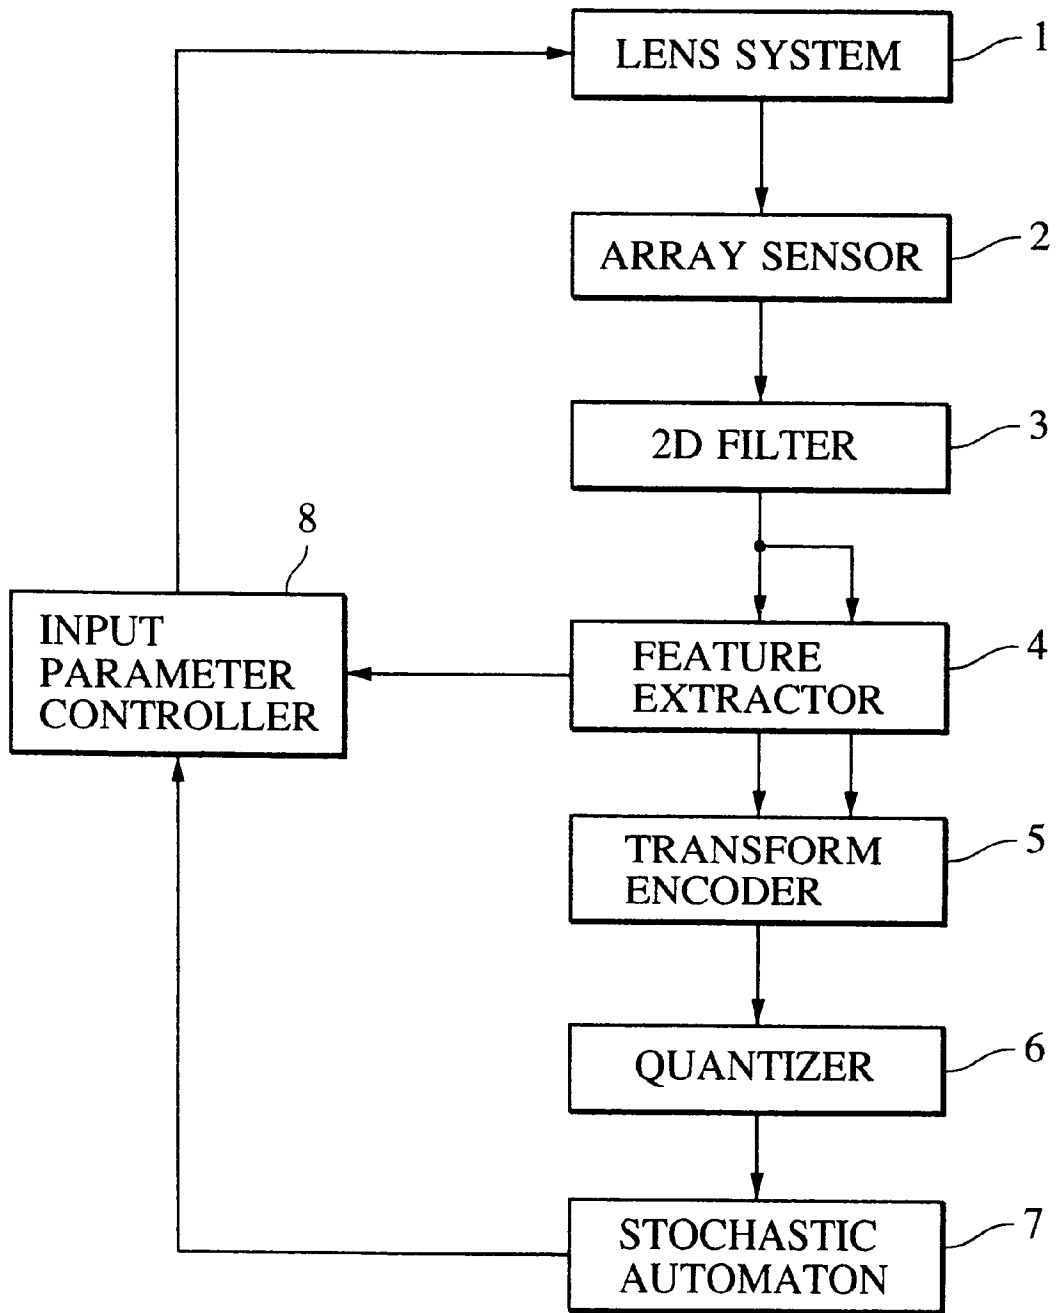 LENS SYSTEM
1
ARRAY SENSOR
2
2D FILTER
3
8
INPUT
PARAMETER
CONTROLLER
FEATURE
EXTRACTOR
4
TRANSFORM
ENCODER
5
QUANTIZER
6
STOCHASTIC
AUTOMATON
7